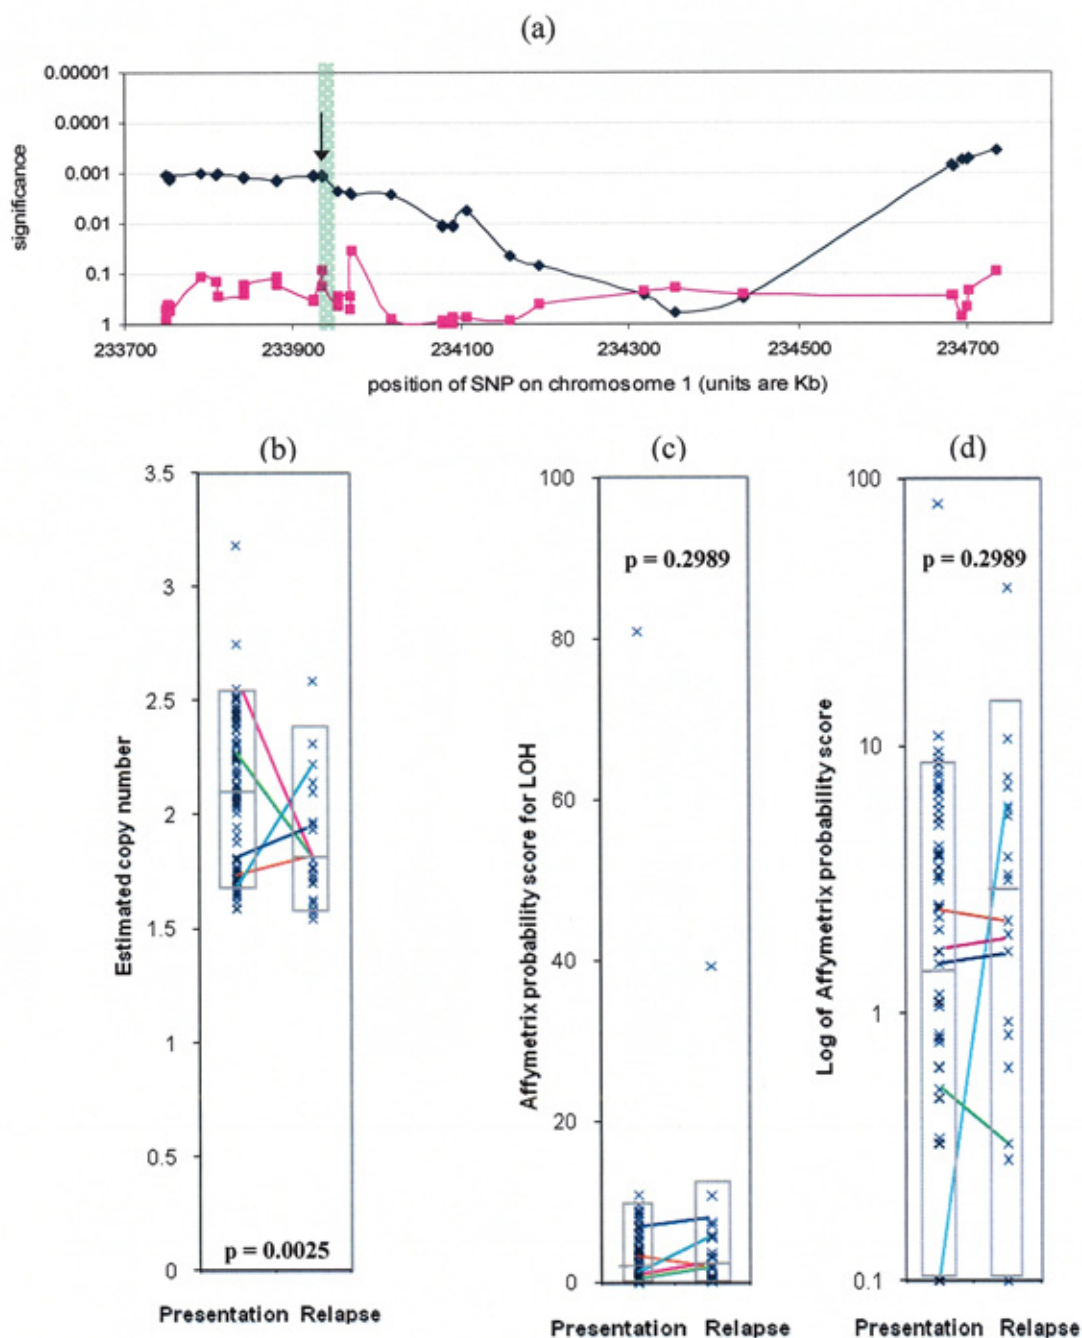 (a)
0.00001
0.0001
0.001
0.01
0.1
1
significance
233700 233900 234100 234300 234500 234700
position of SNP on chromosome 1 (units are Kb)
(b)
3.5
3
2.5
2
1.5
1
0.5
0
Estimated copy number
p = 0.0025
Presentation Relapse
(c)
100
80
60
40
20
0
Affymetrix probability score for LOH
p = 0.2989
Presentation Relapse
(d)
100
10
1
0.1
Log of Affymetrix probability score
p = 0.2989
Presentation Relapse